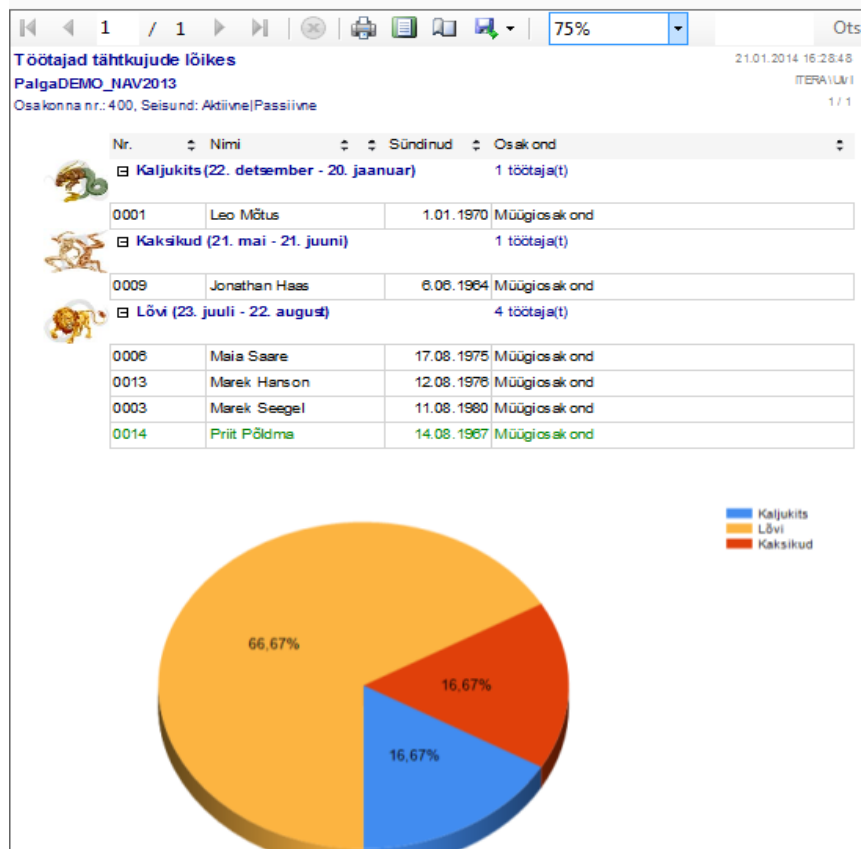 1 / 1 75% Ots
Töötajad tähtkujude lõikes 21.01.2014 16:28:48
PalgaDEMO_NAV2013
Osakonna nr.: 400, Seisund: Aktiivne|Passiivne 1 / 1
Nr. Nimi Sündinud Osakond
Kaljukits (22. detsember - 20. jaanuar) 1 töötaja(t)
0001 Leo Mõtus 1.01.1970 Müügiosakond
Kaksikud (21. mai - 21. juuni) 1 töötaja(t)
0009 Jonathan Haas 6.06.1964 Müügiosakond
Lõvi (23. juuli - 22. august) 4 töötaja(t)
0006 Maia Saare 17.08.1975 Müügiosakond
0013 Marek Hanson 12.08.1976 Müügiosakond
0003 Marek Seegel 11.08.1980 Müügiosakond
0014 Priit Põldma 14.08.1967 Müügiosakond
Kaljukits
Lõvi
Kaksikud
66,67%
16,67%
16,67%